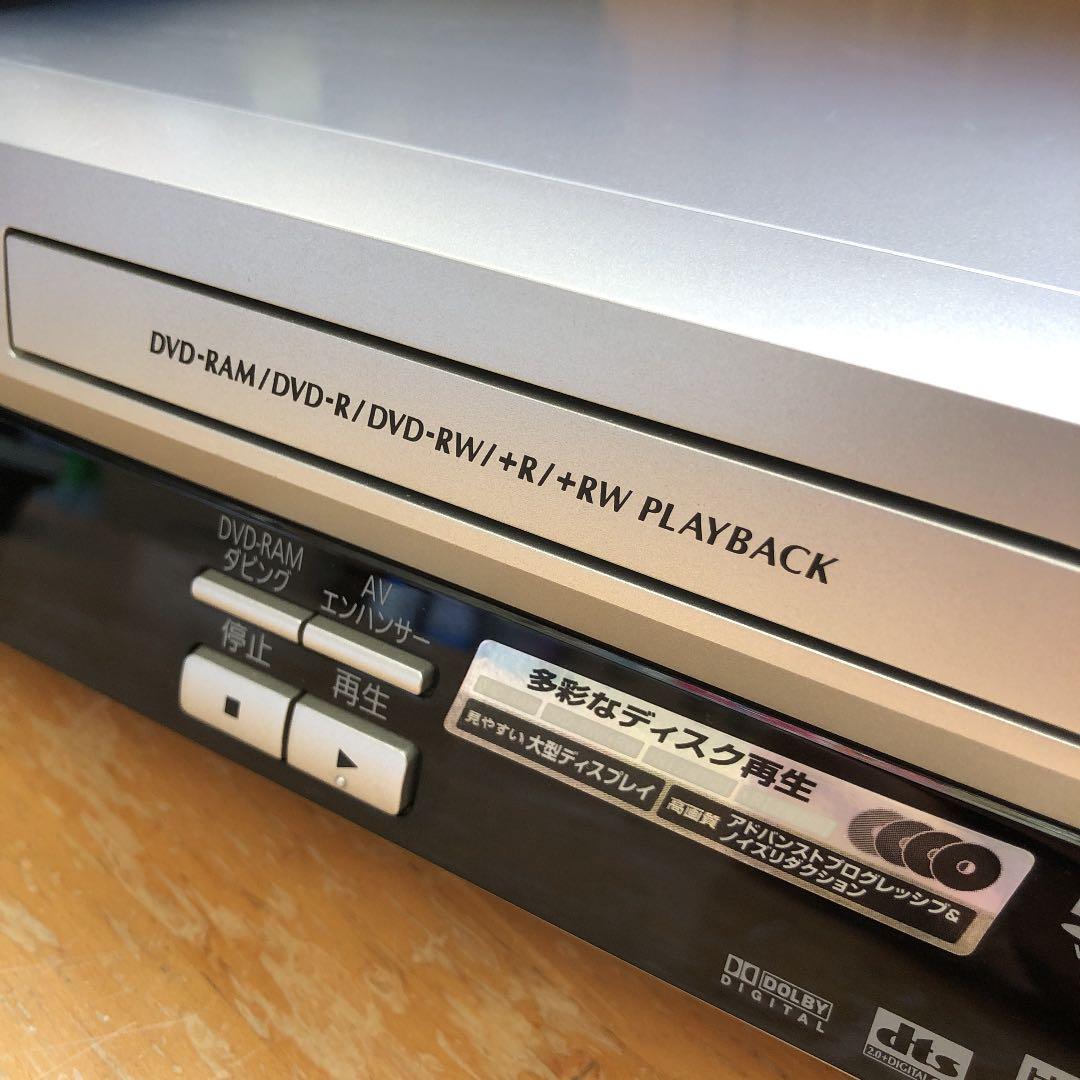 DVD-RAM/DVD-R/DVD-RW/+R/+RW PLAYBACK
DVD-RAM
ダビング
AV
エンハンサー
停止
再生
多彩なディスク再生
見やすい 大型ディスプレイ
高画質 アドバンストプログレッシブ&
ノイズリダクション
DOLBY
DIGITAL
dts
2.0+DIGITAL